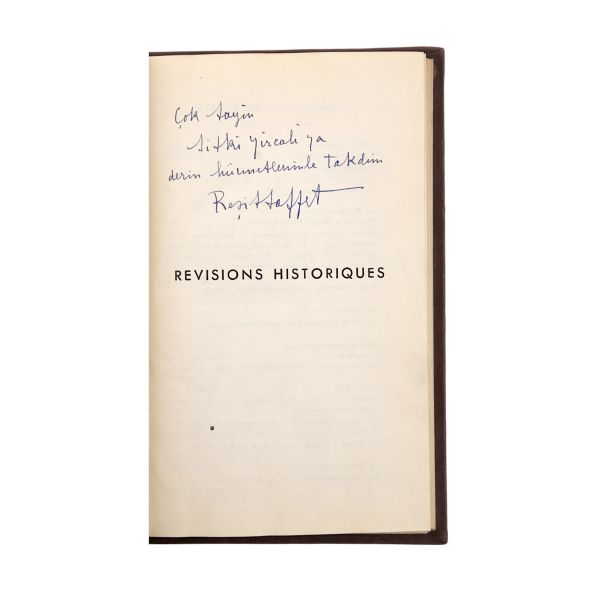 Çok Sayın
Sıtkı Yırcalı ya
derin hürmetlerimle takdim
Reşit Saffet
REVISIONS HISTORIQUES